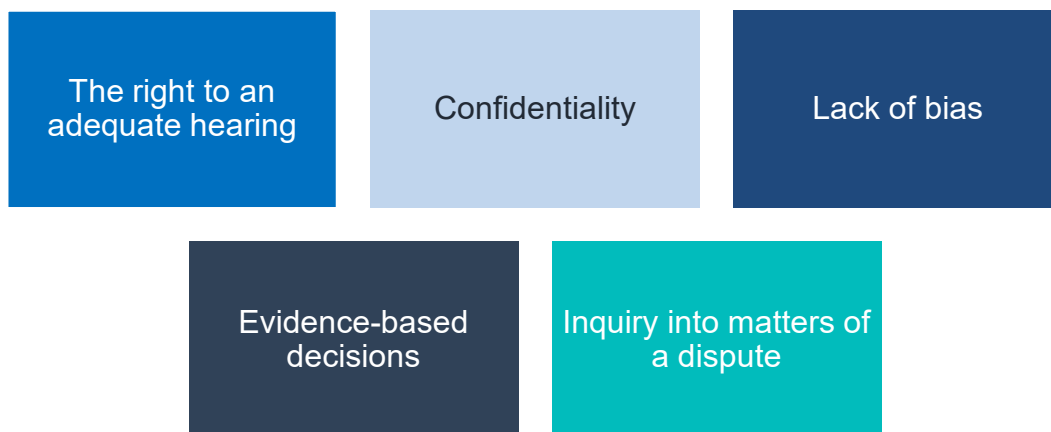 The right to an
adequate hearing
Confidentiality
Lack of bias
Evidence-based
decisions
Inquiry into matters of
a dispute